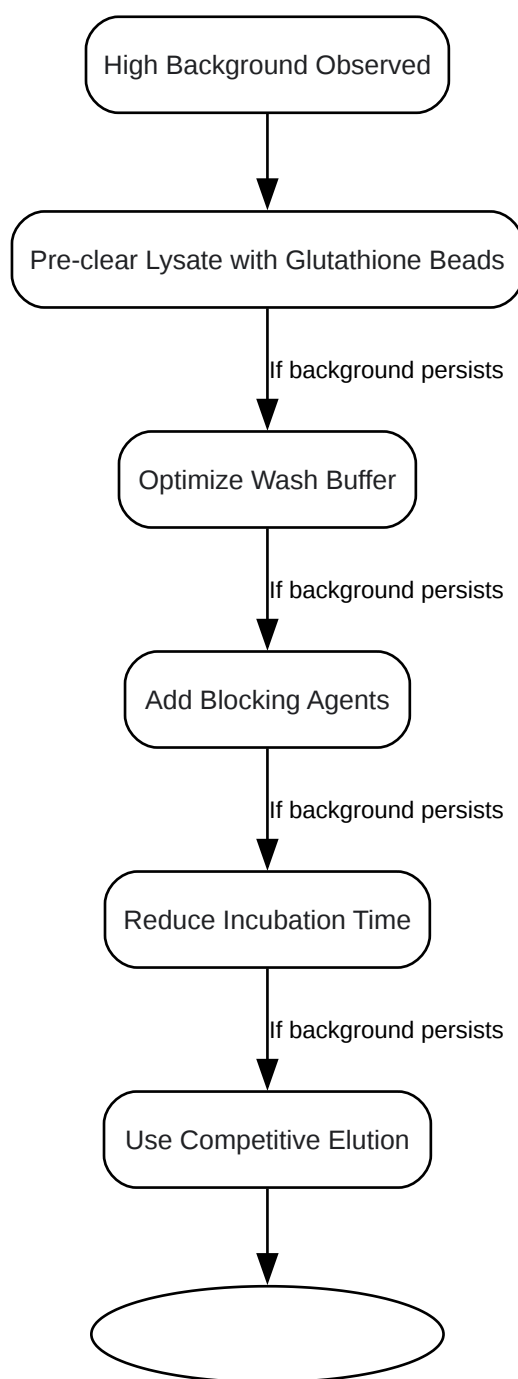 High Background Observed
Pre-clear Lysate with Glutathione Beads
If background persists
Optimize Wash Buffer
If background persists
Add Blocking Agents
If background persists
Reduce Incubation Time
If background persists
Use Competitive Elution